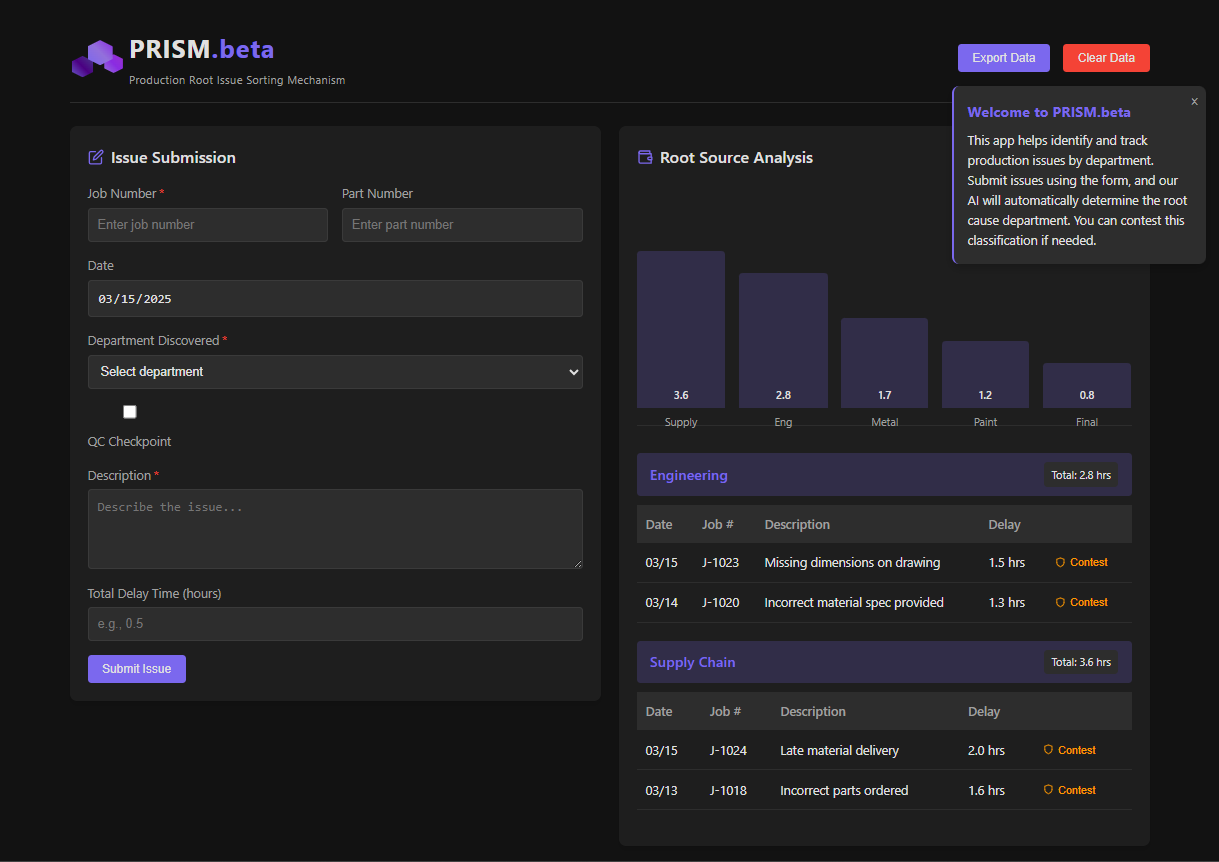 PRISM.beta
Production Root Issue Sorting Mechanism
Export Data
Clear Data
x
Welcome to PRISM.beta
This app helps identify and track
production issues by department.
Submit issues using the form, and our
AI will automatically determine the root
cause department. You can contest this
classification if needed.
Issue Submission
Job Number *
Part Number
Enter job number
Enter part number
Date
03/15/2025
Department Discovered *
Select department
QC Checkpoint
Description *
Describe the issue...
Total Delay Time (hours)
e.g., 0.5
Submit Issue
Root Source Analysis
3.6 2.8 1.7 1.2 0.8
Supply Eng Metal Paint Final
Engineering Total: 2.8 hrs
Date Job # Description Delay
03/15 J-1023 Missing dimensions on drawing 1.5 hrs Contest
03/14 J-1020 Incorrect material spec provided 1.3 hrs Contest
Supply Chain Total: 3.6 hrs
Date Job # Description Delay
03/15 J-1024 Late material delivery 2.0 hrs Contest
03/13 J-1018 Incorrect parts ordered 1.6 hrs Contest